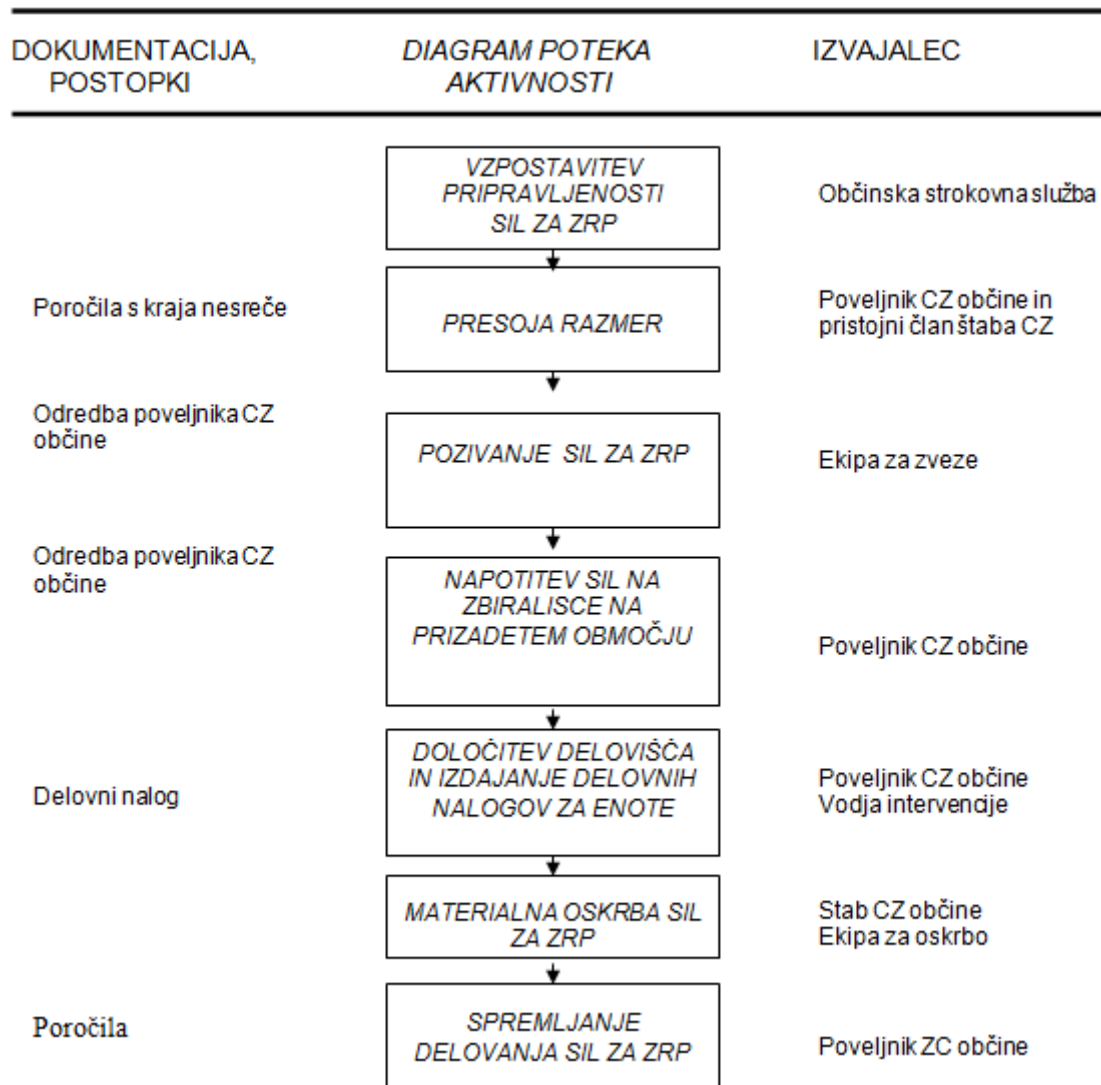 DOKUMENTACIJA,
POSTOPKI
DIAGRAM POTEKA
AKTIVNOSTI
IZVAJALEC
VZPOSTAVITEV
PRIPRAVLJENOSTI
SIL ZA ZRP
Občinska strokovna služba
Poročila s kraja nesreče
PRESOJA RAZMER
Poveljnik CZ občine in
pristojni član štaba CZ
Odredba poveljnika CZ
občine
POZIVANJE SIL ZA ZRP
Ekipa za zveze
Odredba poveljnika CZ
občine
NAPOTITEV SIL NA
ZBIRALISCE NA
PRIZADETEM OBMOČJU
Poveljnik CZ občine
Delovni nalog
DOLOČITEV DELOVIŠČA
IN IZDAJANJE DELOVNIH
NALOGOV ZA ENOTE
Poveljnik CZ občine
Vodja intervencije
MATERIALNA OSKRBA SIL
ZA ZRP
Stab CZ občine
Ekipa za oskrbo
Poročila
SPREMLJANJE
DELOVANJA SIL ZA ZRP
Poveljnik ZC občine